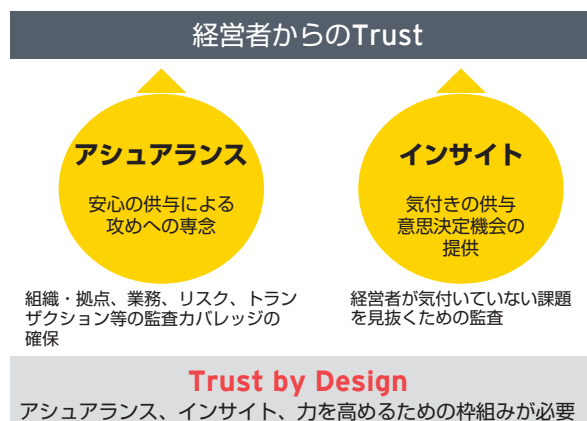 経営者からのTrust
アシュアランス
安心の供与による
攻めへの専念
インサイト
気付きの供与
意思決定機会の
提供
組織・拠点、業務、リスク、トラン
ザクション等の監査カバレッジの
確保
経営者が気付いていない課題
を見抜くための監査
Trust by Design
アシュアランス、インサイト、力を高めるための枠組みが必要